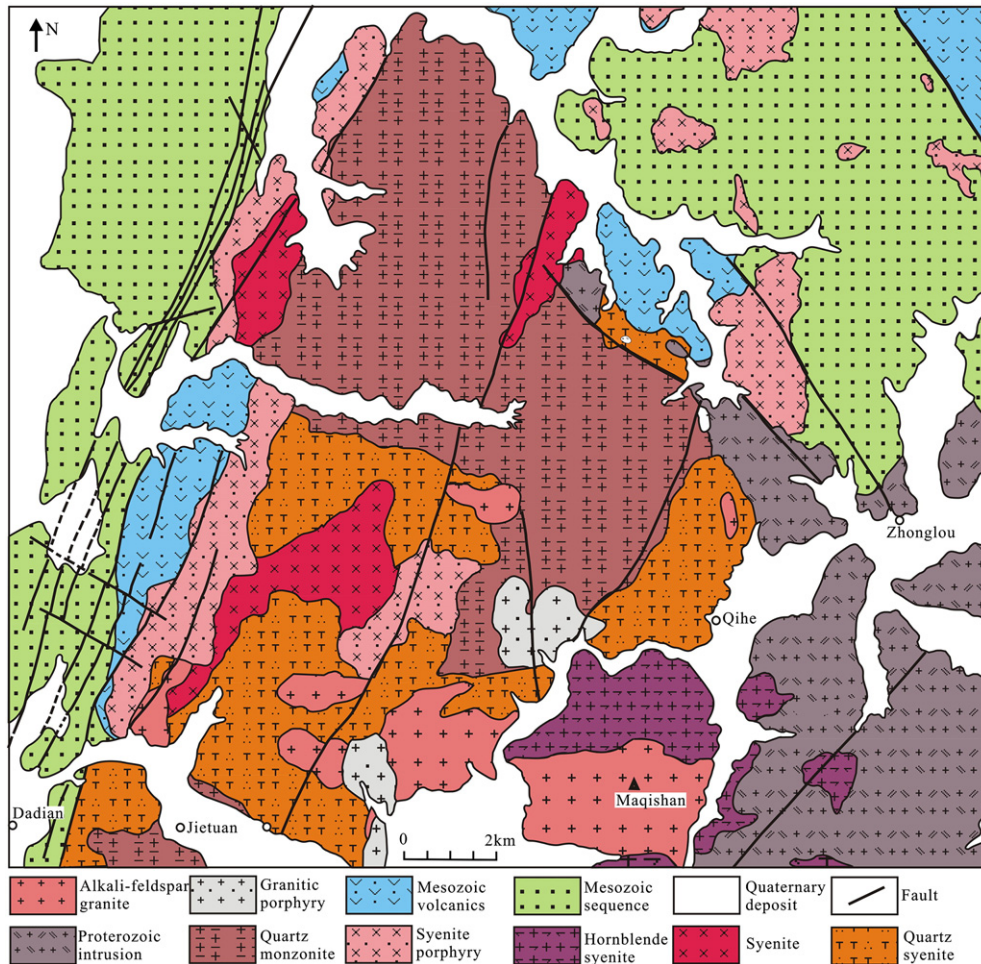 N
Zhonglou
Qihe
Maqishan
Dadian
Jietuan
0 2km
Alkali-feldspar
granite
Granitic
porphyry
Mesozoic
volcanics
Mesozoic
sequence
Quaternary
deposit
Fault
Proterozoic
intrusion
Quartz
monzonite
Syenite
porphyry
Hornblende
syenite
Syenite
Quartz
syenite